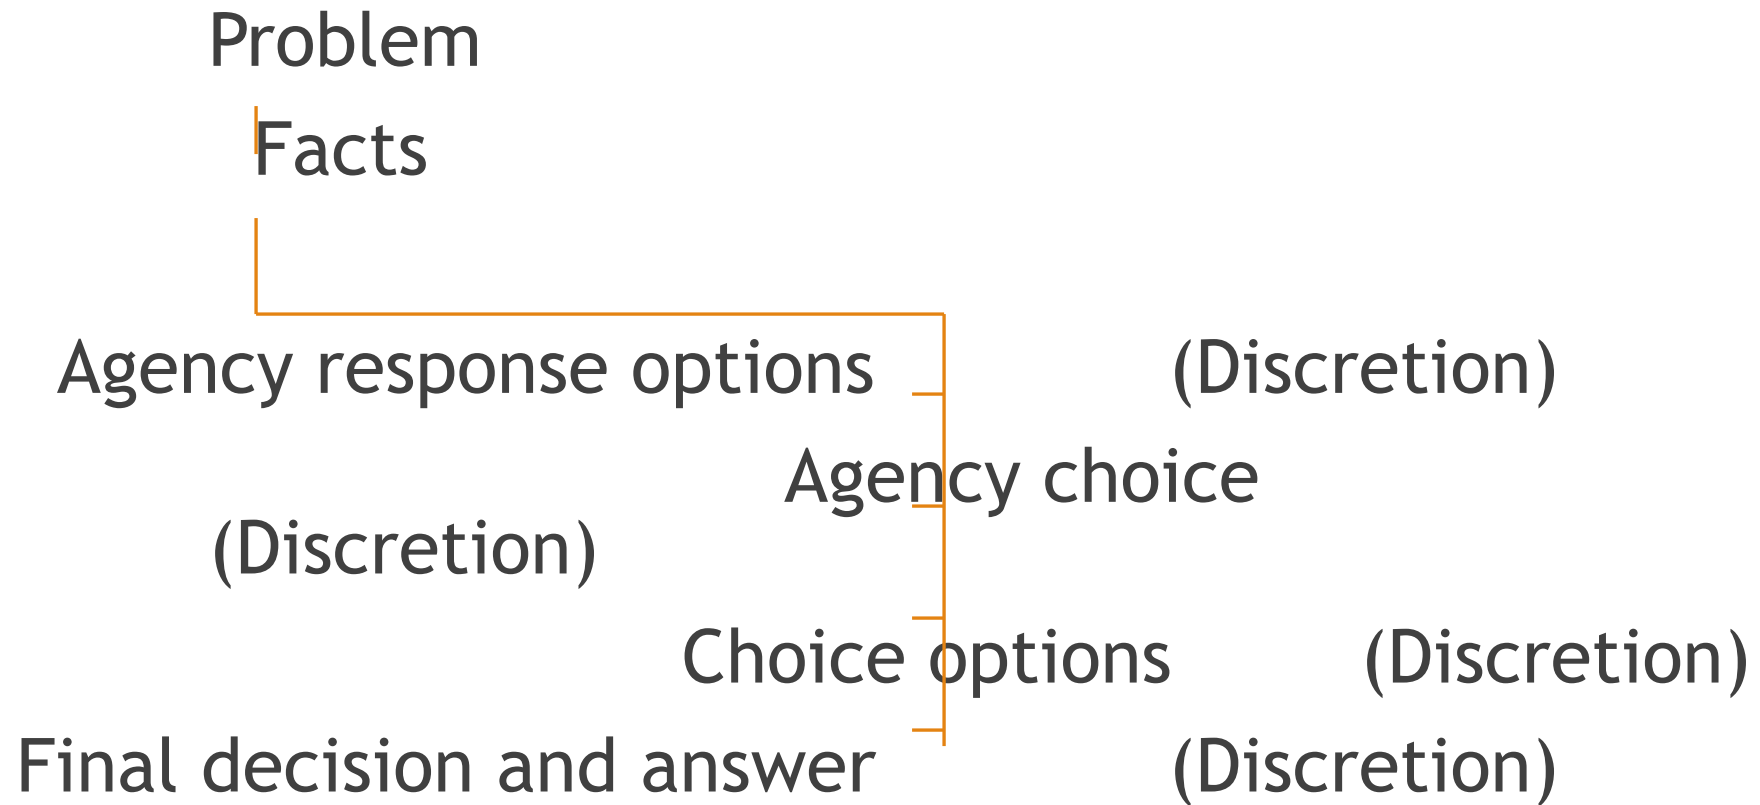 Problem
Facts
Agency response options (Discretion)
Agency choice
(Discretion)
Choice options (Discretion)
Final decision and answer (Discretion)